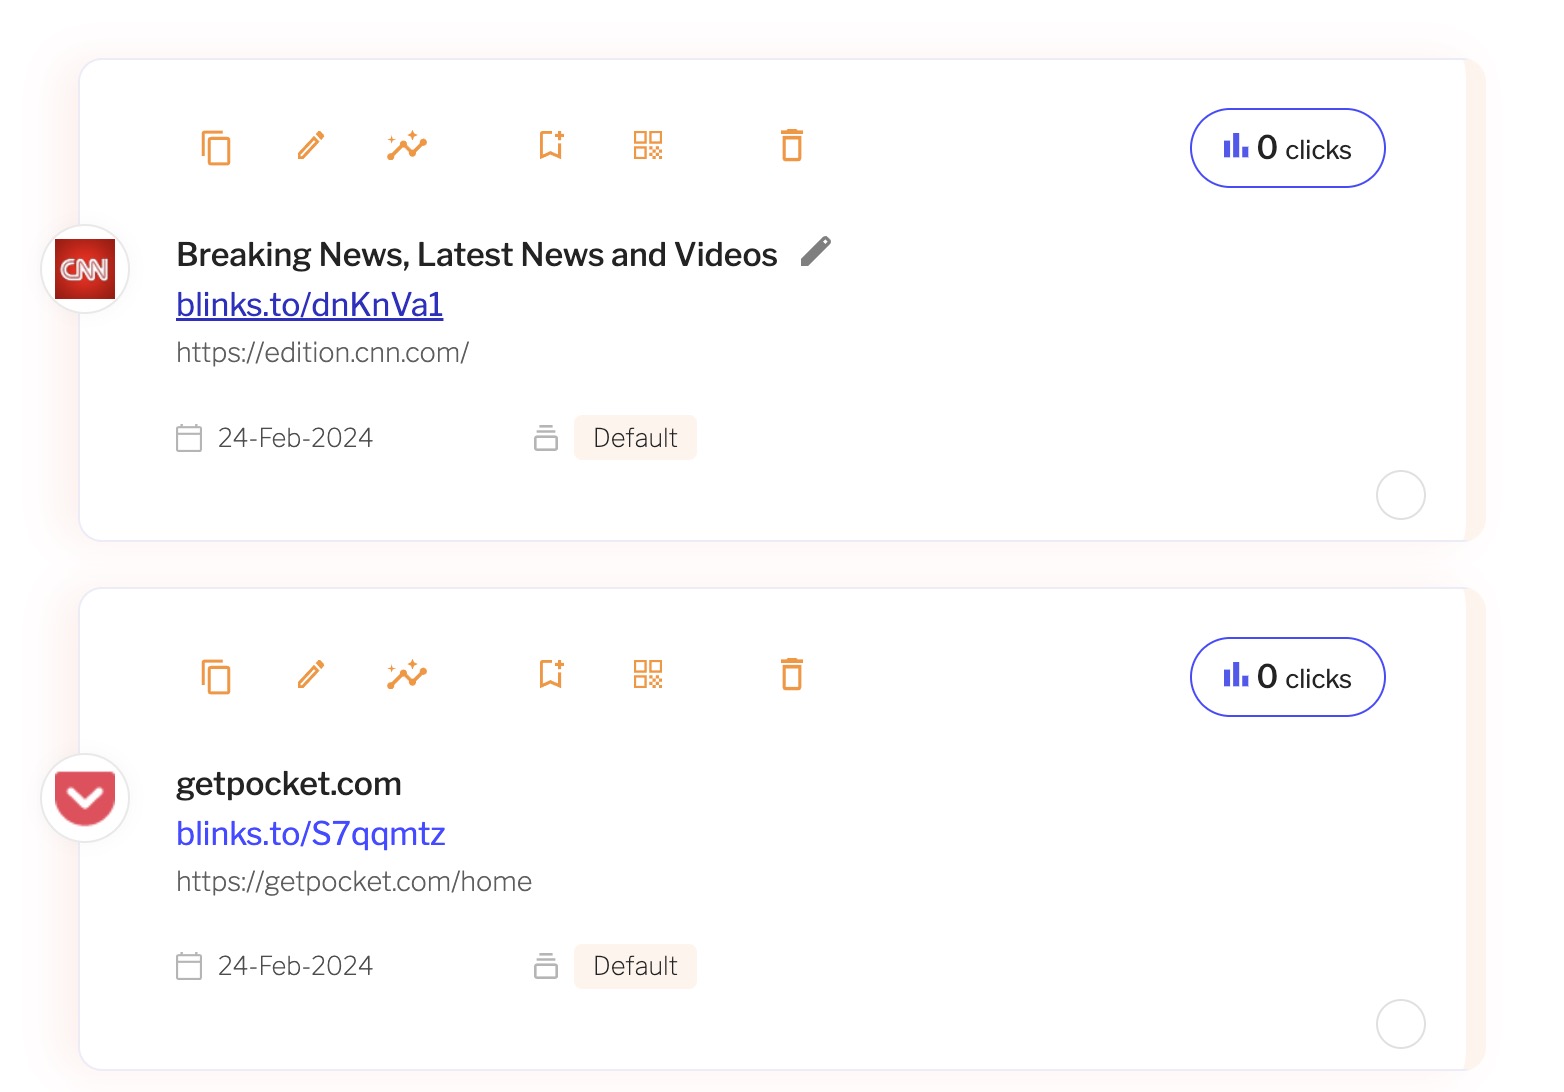 0 clicks
CNN
Breaking News, Latest News and Videos
blinks.to/dnKnVa1
https://edition.cnn.com/
24-Feb-2024 Default
0 clicks
getpocket.com
blinks.to/S7qqmtz
https://getpocket.com/home
24-Feb-2024 Default